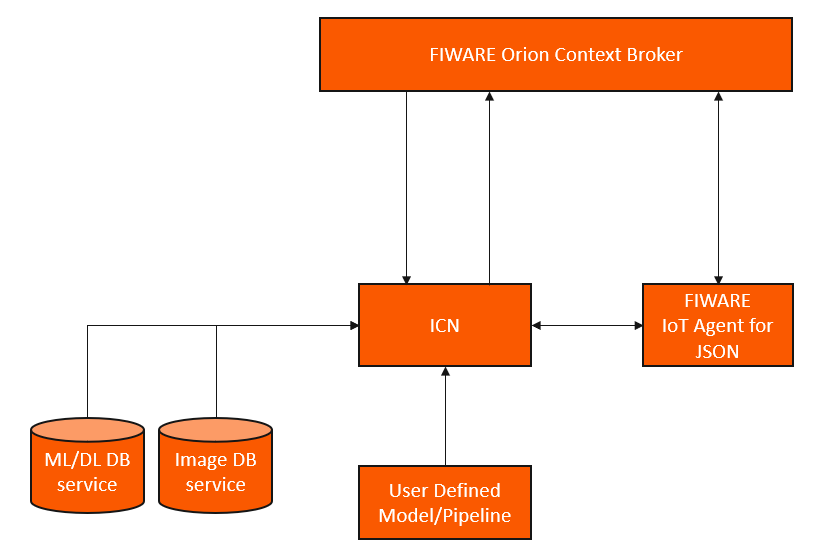 FIWARE Orion Context Broker
ICN
FIWARE
IoT Agent for
JSON
ML/DL DB
service
Image DB
service
User Defined
Model/Pipeline